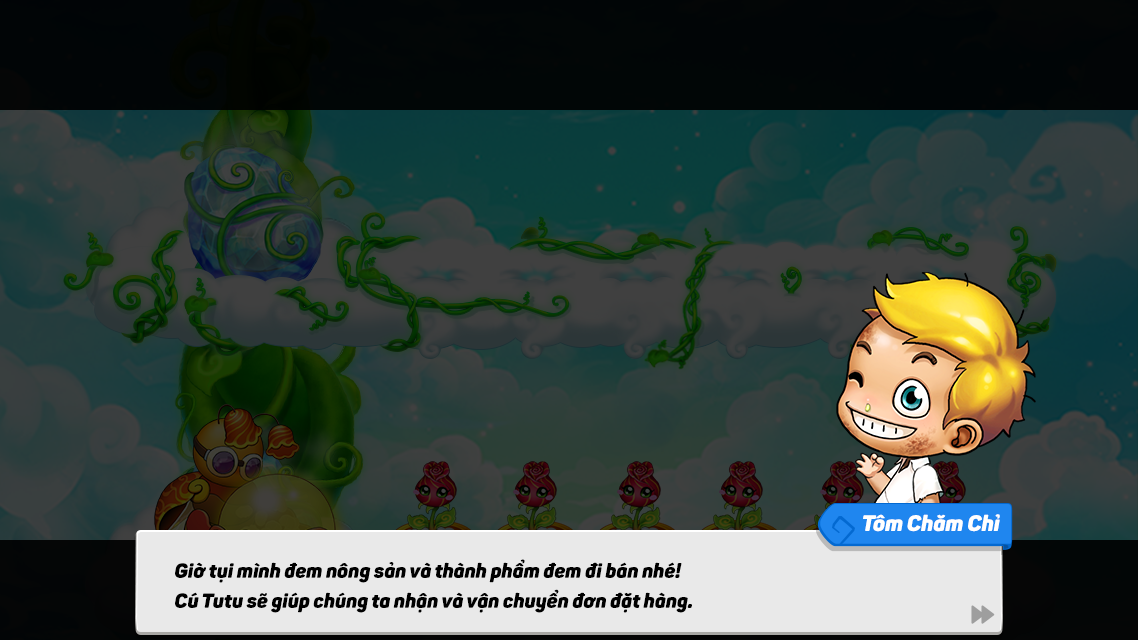 Tôm Chăm Chỉ
Giờ tụi mình đem nông sản và thành phẩm đem đi bán nhé!
Cú Tutu sẽ giúp chúng ta nhận và vận chuyển đơn đặt hàng.